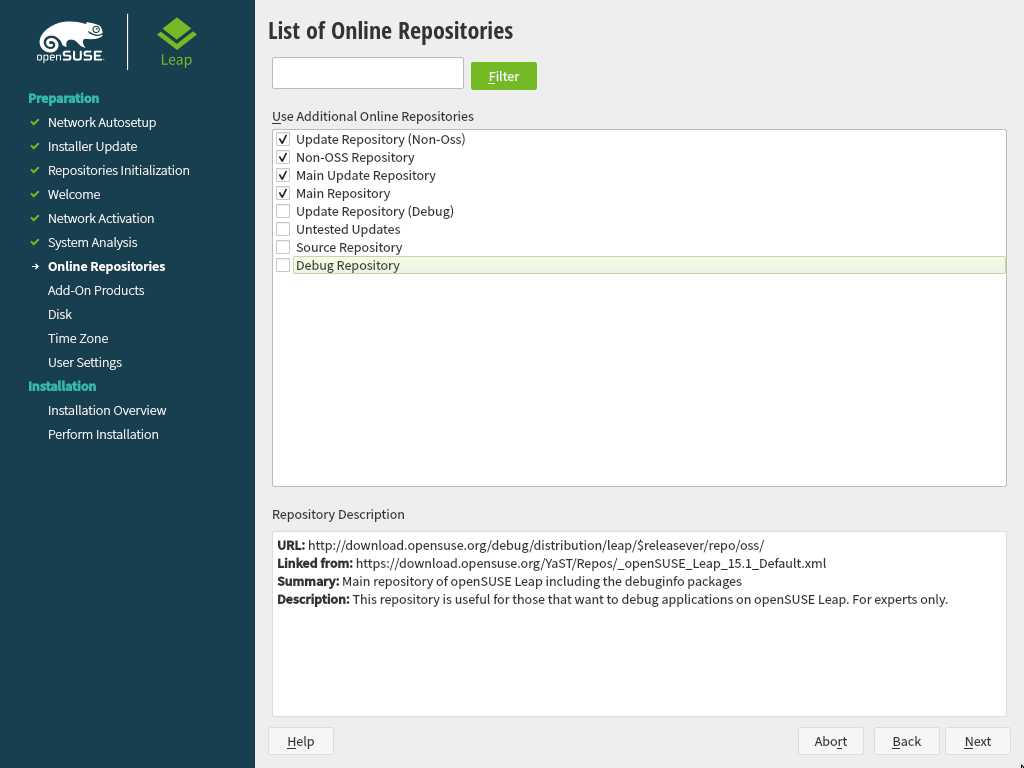 openSUSE
Leap
Preparation
Network Autosetup
Installer Update
Repositories Initialization
Welcome
Network Activation
System Analysis
Online Repositories
Add-On Products
Disk
Time Zone
User Settings
Installation
Installation Overview
Perform Installation
List of Online Repositories
Filter
Use Additional Online Repositories
Update Repository (Non-Oss)
Non-OSS Repository
Main Update Repository
Main Repository
Update Repository (Debug)
Untested Updates
Source Repository
Debug Repository
Repository Description
URL: http://download.opensuse.org/debug/distribution/leap/$releasever/repo/oss/
Linked from: https://download.opensuse.org/YaST/Repos/_openSUSE_Leap_15.1_Default.xml
Summary: Main repository of openSUSE Leap including the debuginfo packages
Description: This repository is useful for those that want to debug applications on openSUSE Leap. For experts only.
Help
Abort
Back
Next